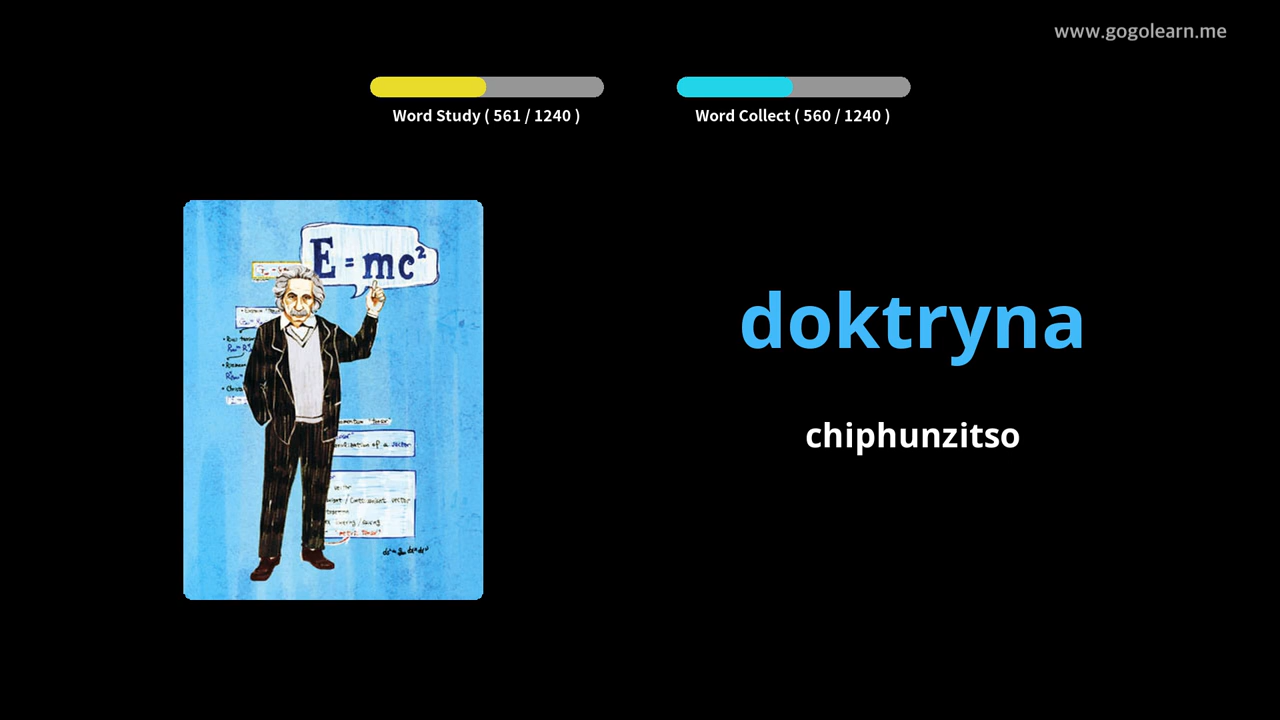 www.gogolearn.me
Word Study ( 561 / 1240 )
Word Collect ( 560 / 1240 )
E = mc²
doktryna
chiphunzitso